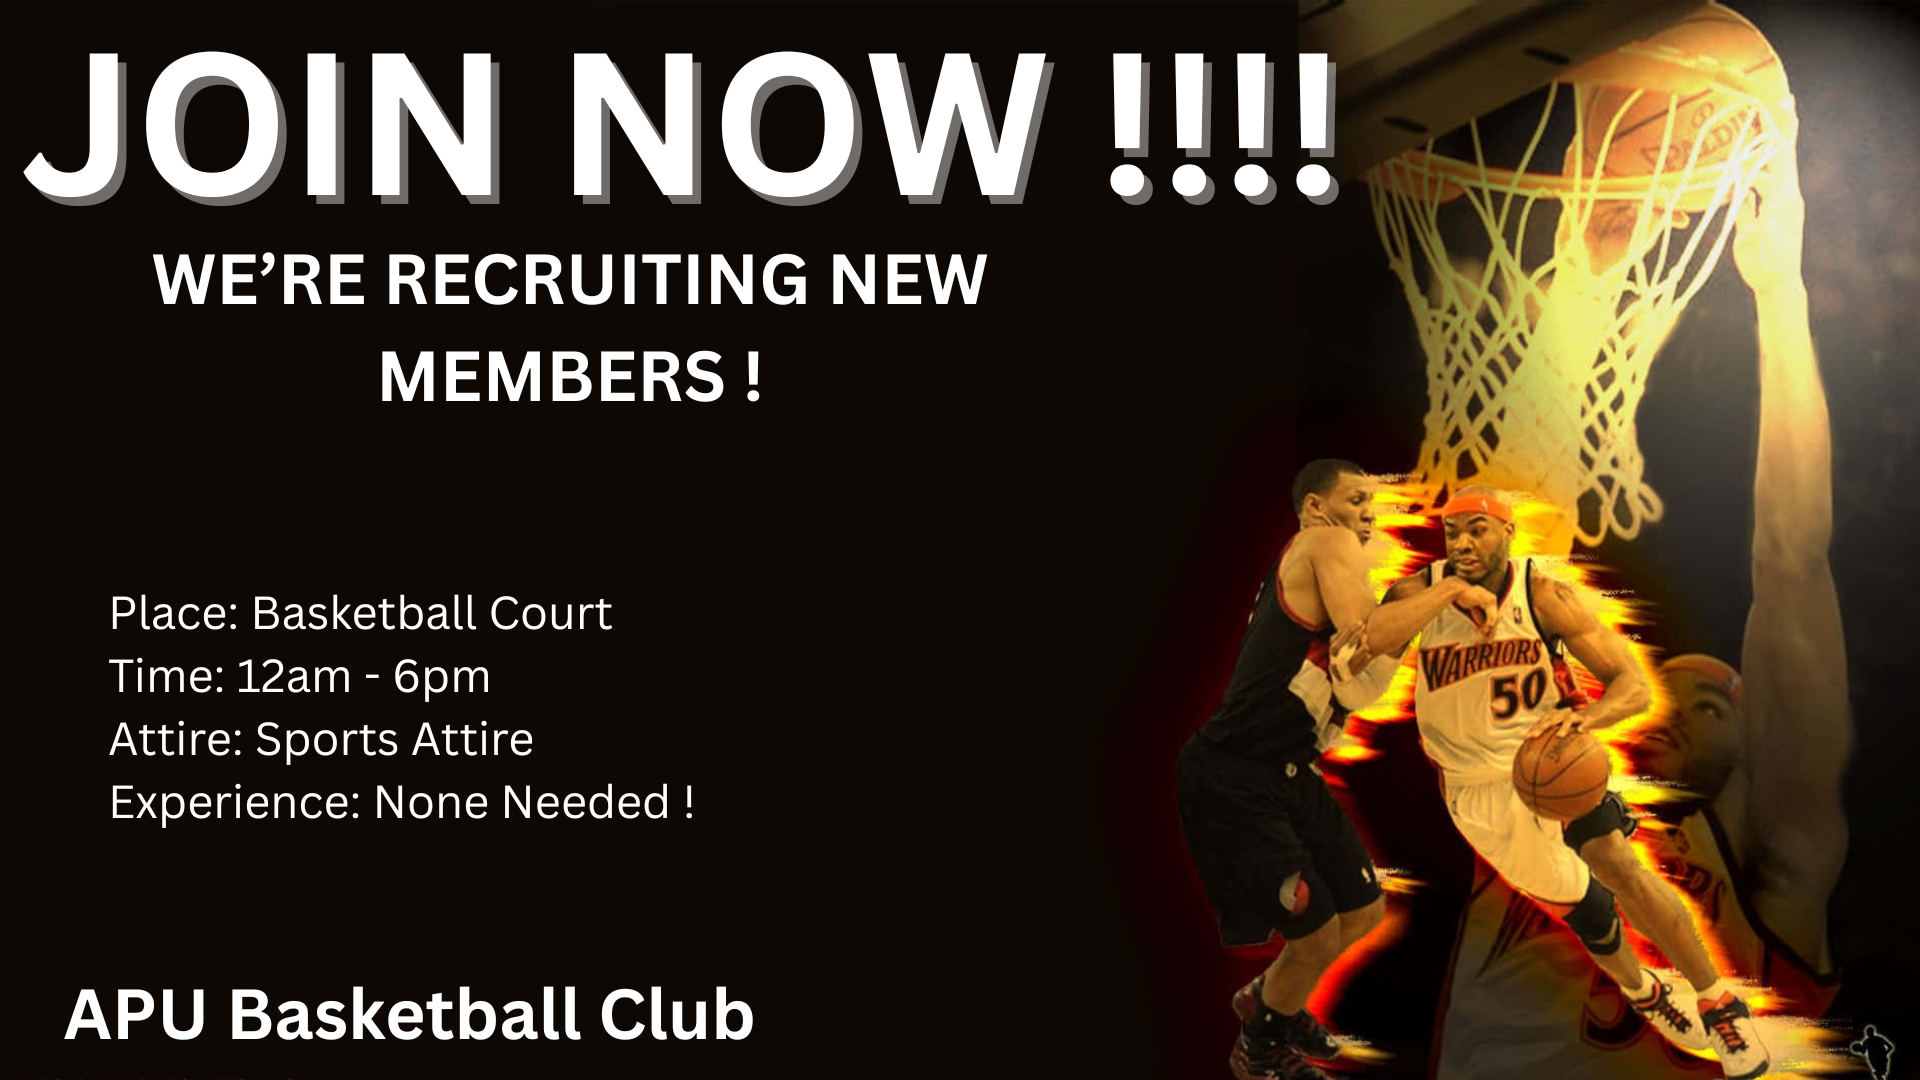 JOIN NOW !!!!
WE’RE RECRUITING NEW
MEMBERS !
Place: Basketball Court
Time: 12am - 6pm
Attire: Sports Attire
Experience: None Needed !
APU Basketball Club
WARRIORS
50
SPALDING